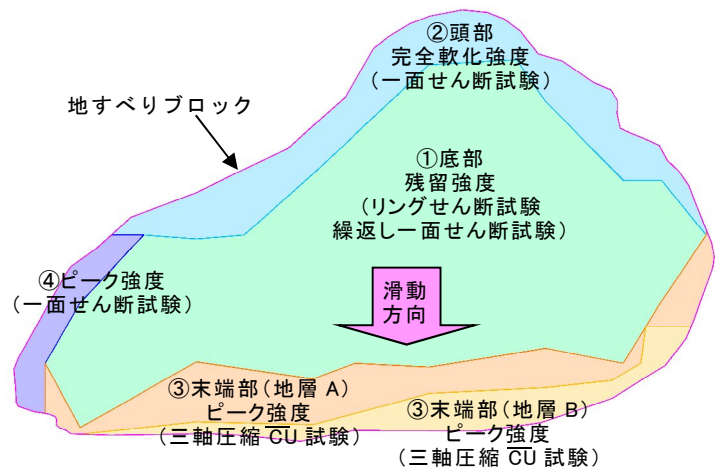 ②頭部
完全軟化強度
(一面せん断試験)
地すべりブロック
①底部
残留強度
(リングせん断試験
繰返し一面せん断試験)
④ピーク強度
(一面せん断試験)
滑動
方向
③末端部(地層A)
ピーク強度
(三軸圧縮 C̅U̅ 試験)
③末端部(地層B)
ピーク強度
(三軸圧縮 C̅U̅ 試験)